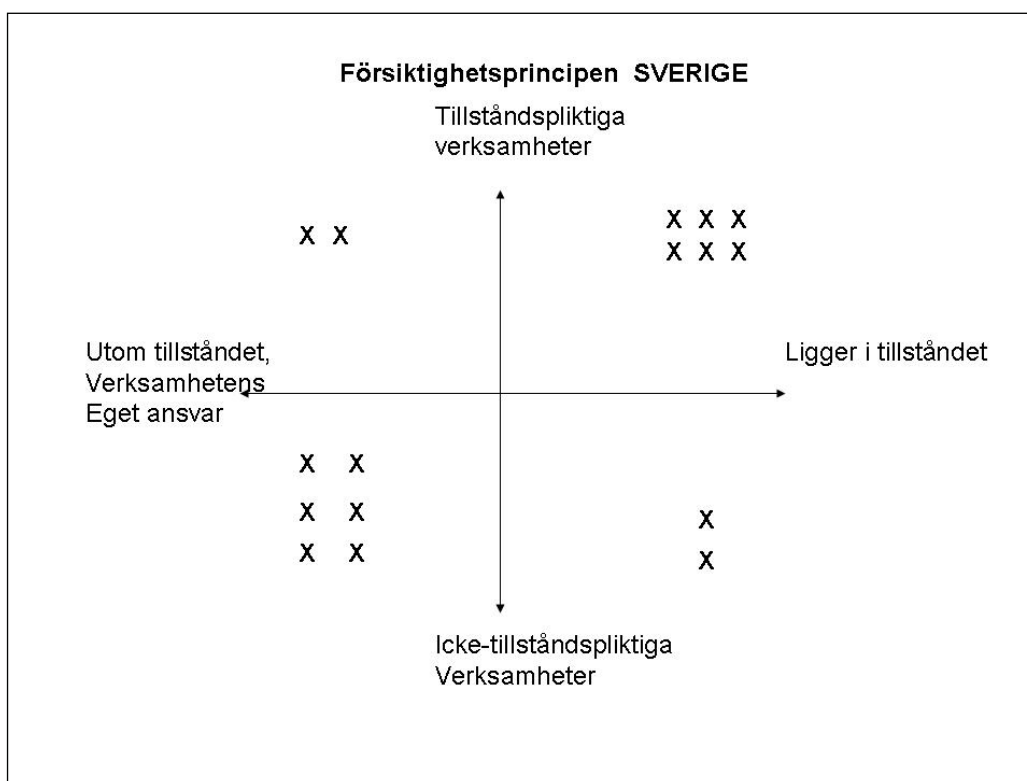 Försiktighetsprincipen SVERIGE
Tillståndspliktiga
verksamheter
X X
X X X
X X X
Utom tillståndet,
Verksamhetens
Eget ansvar
Ligger i tillståndet
X X
X X
X X
X
X
Icke-tillståndspliktiga
Verksamheter